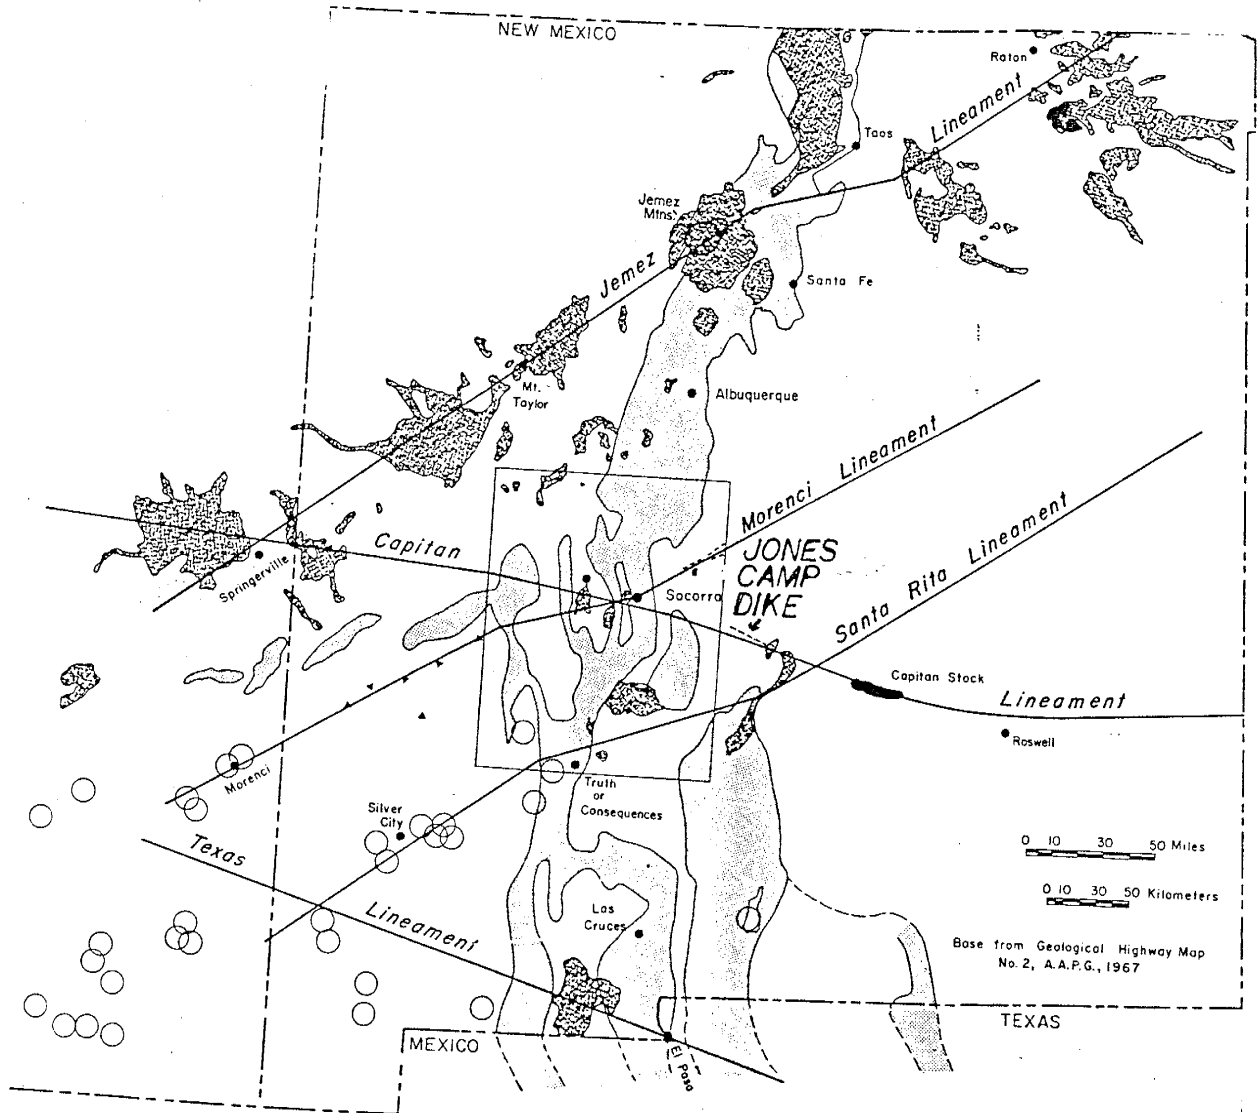 NEW MEXICO
Raton
Lineament
Taos
Jemez
Mtns.
Jemez
Santa Fe
Mt.
Taylor
Albuquerque
Morenci Lineament
Capitan
Springerville
Socorro
JONES
CAMP
DIKE
Santa Rita Lineament
Capitan Stock
Lineament
Roswell
Morenci
Truth
or
Consequences
Silver
City
Texas
Lineament
Las
Cruces
0 10 30 50 Miles
0 10 30 50 Kilometers
Base from Geological Highway Map
No. 2, A.A.P.G., 1967
TEXAS
MEXICO
El Paso